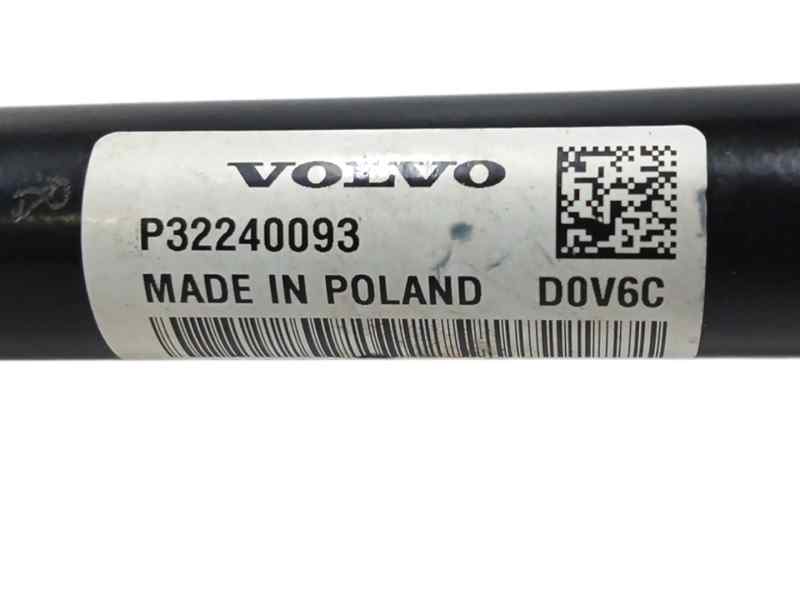 VOLVO
P32240093
MADE IN POLAND D0V6C